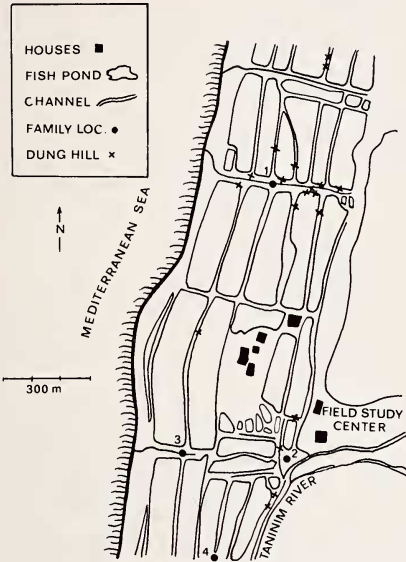 HOUSES
FISH POND
CHANNEL
FAMILY LOC.
DUNG HILL
N
MEDITERRANEAN SEA
300 m
1
FIELD STUDY
CENTER
3
2
TANINIM RIVER
4